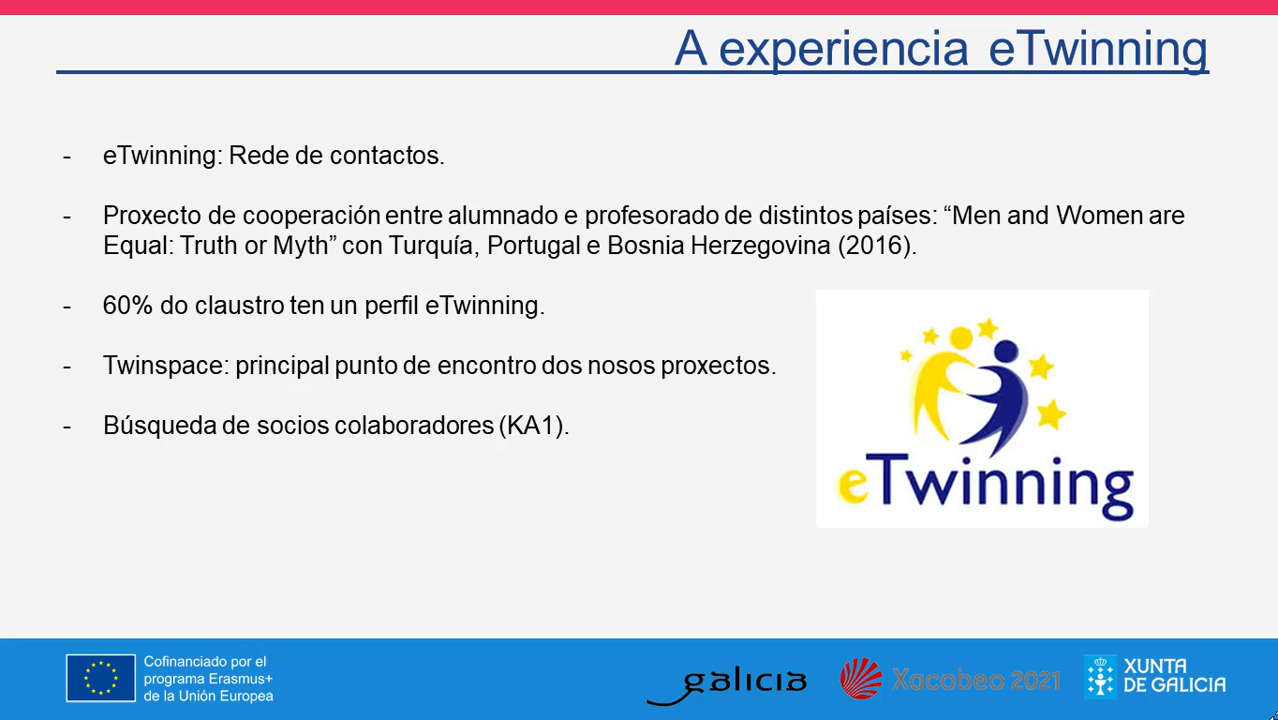 A experiencia eTwinning
- eTwinning: Rede de contactos.
- Proxecto de cooperación entre alumnado e profesorado de distintos países: “Men and Women are
Equal: Truth or Myth” con Turquía, Portugal e Bosnia Herzegovina (2016).
- 60% do claustro ten un perfil eTwinning.
- Twinspace: principal punto de encontro dos nosos proxectos.
- Búsqueda de socios colaboradores (KA1).
eTwinning
Cofinanciado por el
programa Erasmus+
de la Unión Europea
galicia
Xacobeo 2021
XUNTA
DE GALICIA